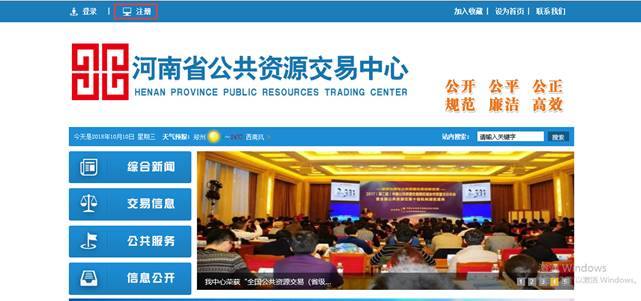 登录 | 注册
加入收藏 | 设为首页 | 联系我们
河南省公共资源交易中心
HENAN PROVINCE PUBLIC RESOURCES TRADING CENTER
公开 公平 公正
规范 廉洁 高效
今天是2018年10月10日 星期三 天气预报: 郑州 西南风
站内搜索: 请输入关键字 搜索
综合新闻
交易信息
公共服务
信息公开
我中心荣获“全国公共资源交易（省级...
1 2 3 4 5
激活 Windows
以激活 Windows。